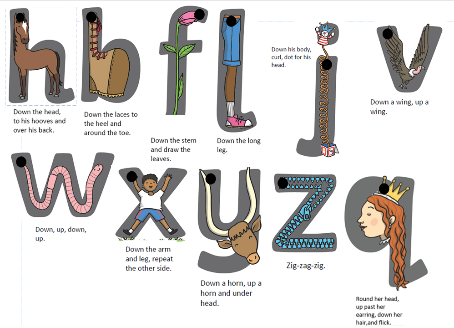 h b f l j v
Down his body,
curl, dot for his
head.
Down a wing, up a
wing.
Down the head,
to his hooves and
over his back.
Down the laces to
the heel and
around the toe.
Down the stem
and draw the
leaves.
Down the long
leg.
w x y z q
Down, up, down,
up.
Down the arm
and leg, repeat
the other side.
Down a horn, up a
horn and under
head.
Zig-zag-zig.
Round her head,
up past her
earring, down her
hair,and flick.